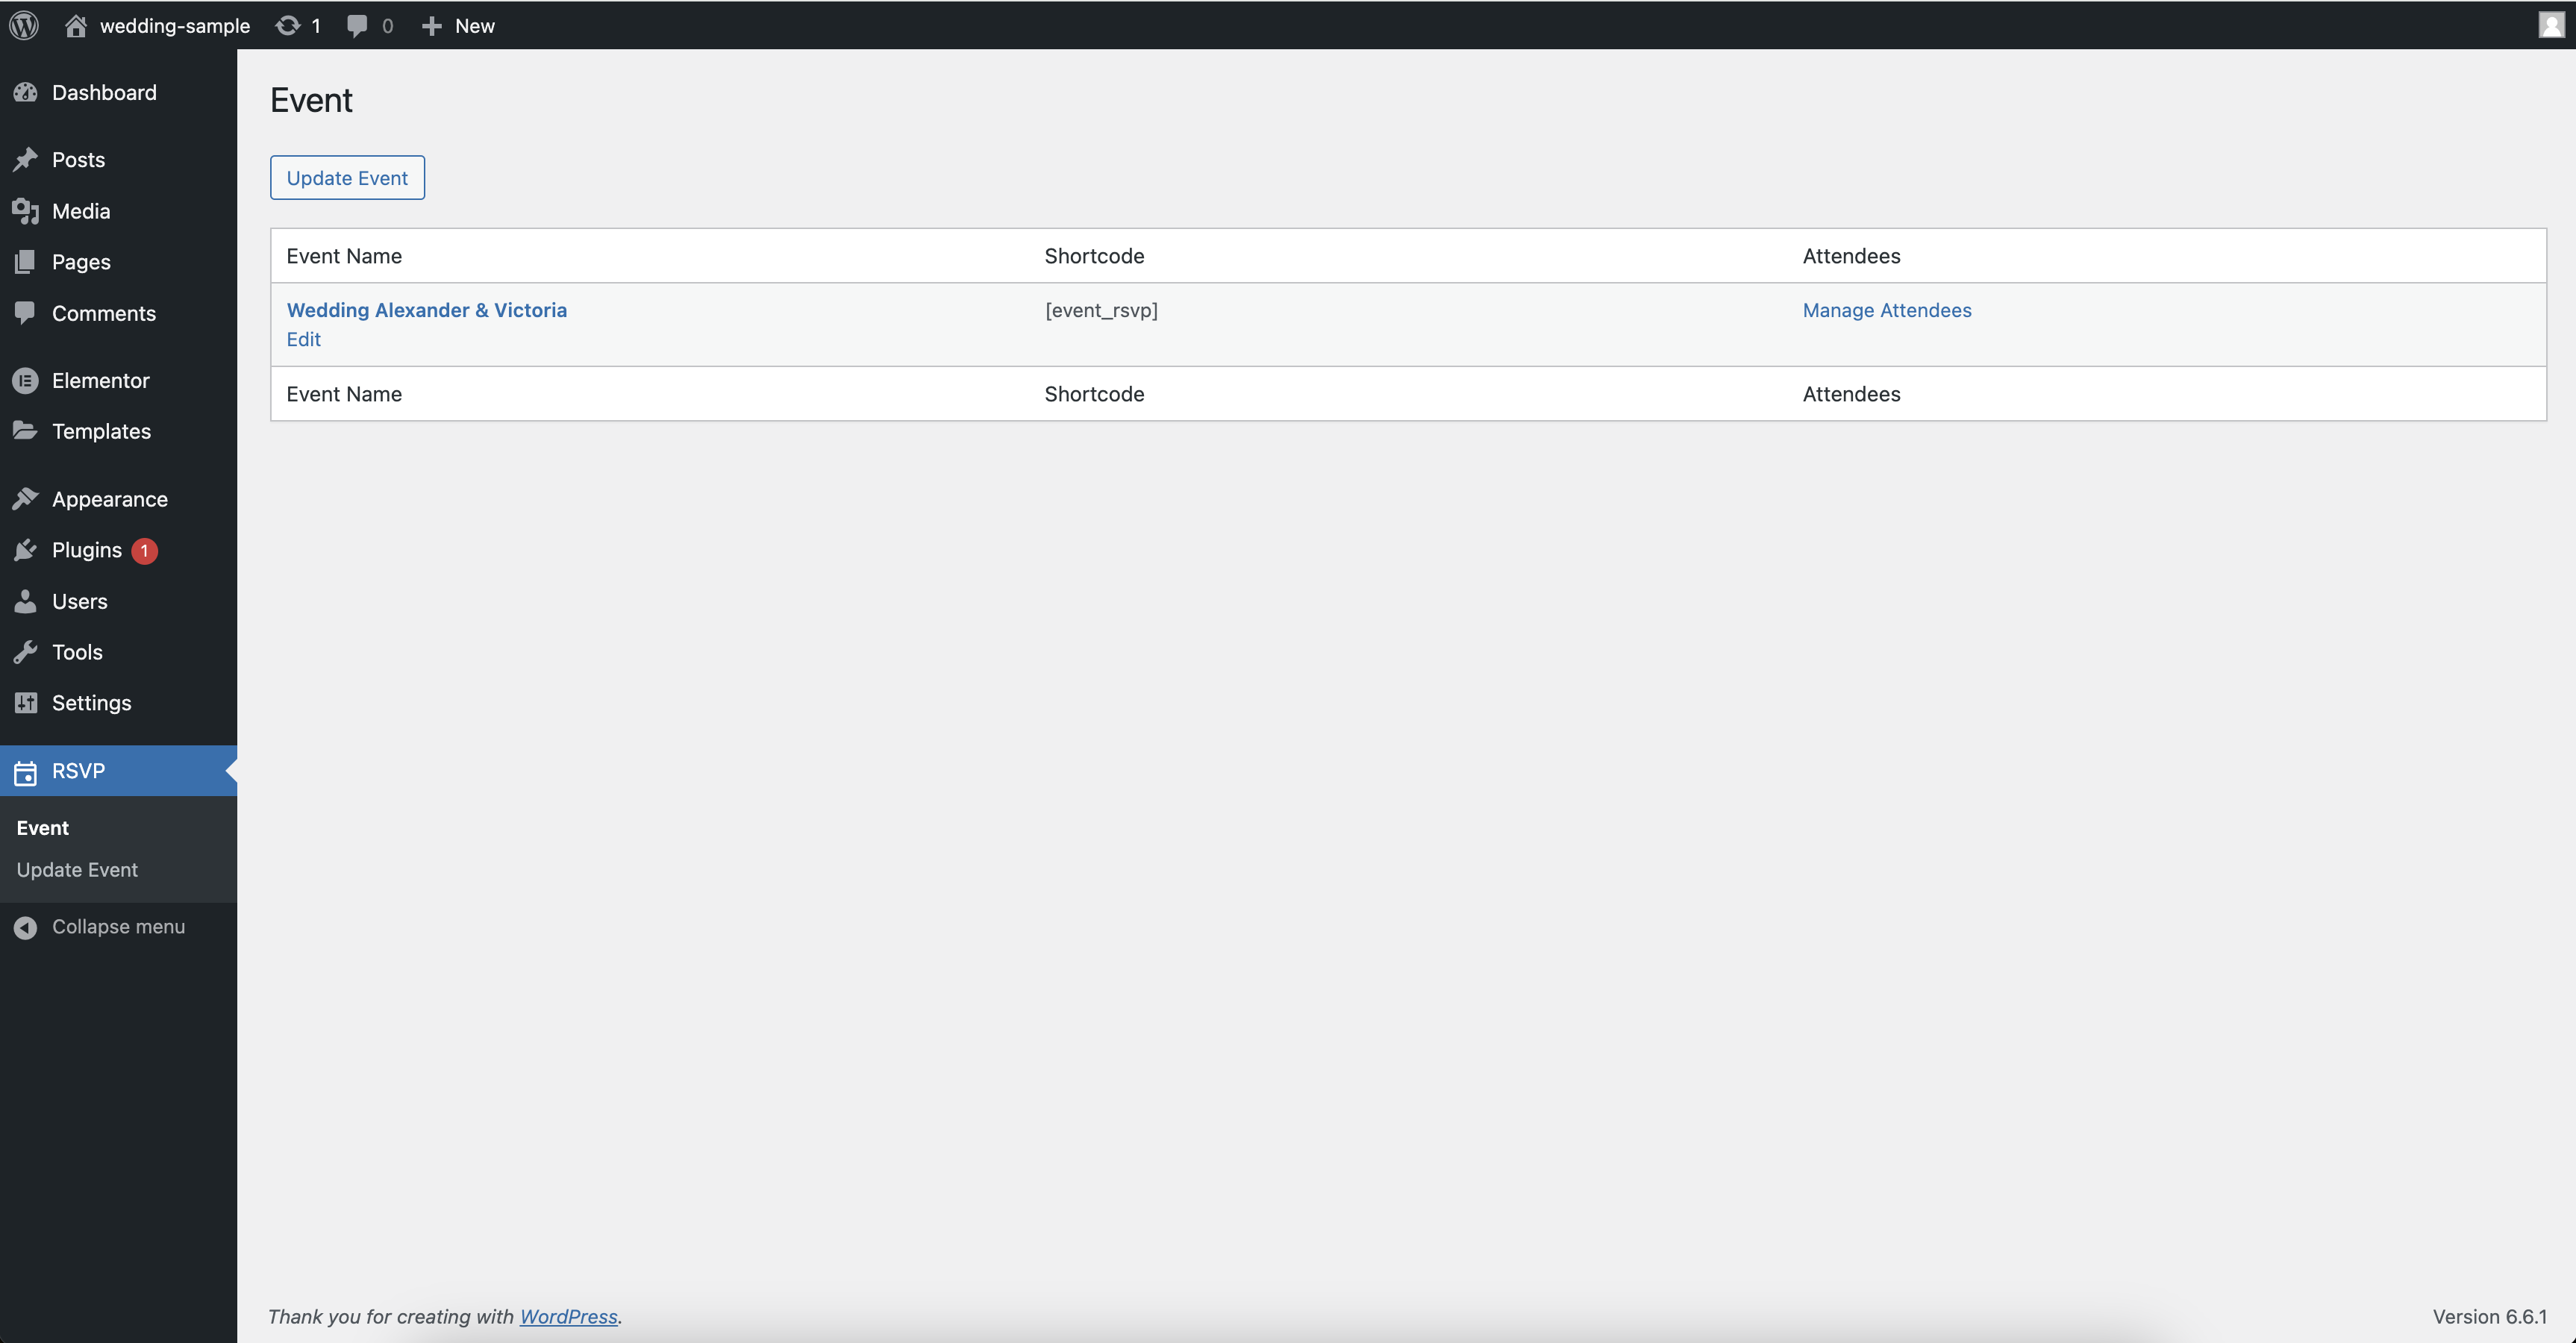 wedding-sample 1 0 New
Dashboard
Posts
Media
Pages
Comments
Elementor
Templates
Appearance
Plugins 1
Users
Tools
Settings
RSVP
Event
Update Event
Collapse menu
Event
Update Event
Event Name Shortcode Attendees
Wedding Alexander & Victoria [event_rsvp] Manage Attendees
Edit
Event Name Shortcode Attendees
Thank you for creating with WordPress. Version 6.6.1